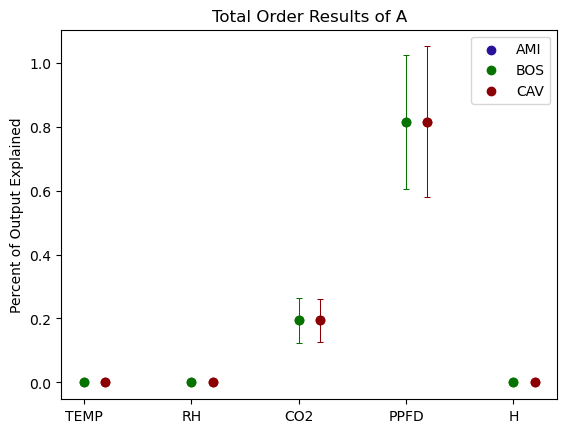 Total Order Results of A
AMI
BOS
CAV
Percent of Output Explained
1.0
0.8
0.6
0.4
0.2
0.0
TEMP RH CO2 PPFD H